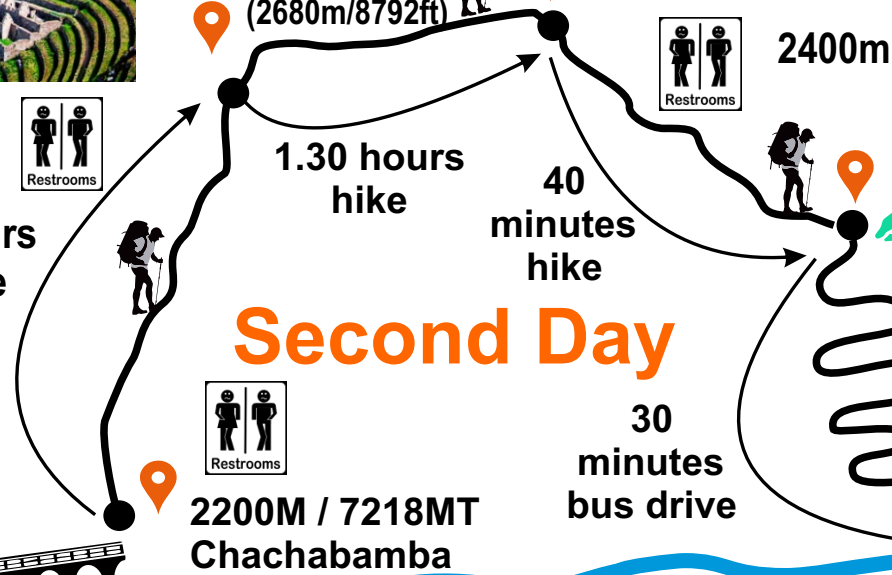 (2680m/8792ft)
2400m
Restrooms
Restrooms
1.30 hours
hike
40
minutes
hike
Second Day
Restrooms
30
minutes
bus drive
2200M / 7218MT
Chachabamba